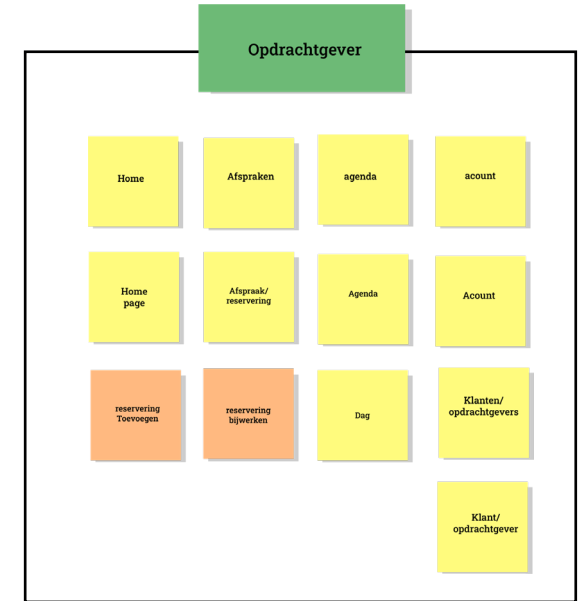 Opdrachtgever
Home
Afspraken
agenda
acount
Home
page
Afspraak/
reservering
Agenda
Acount
reservering
Toevoegen
reservering
bijwerken
Dag
Klanten/
opdrachtgevers
Klant/
opdrachtgever